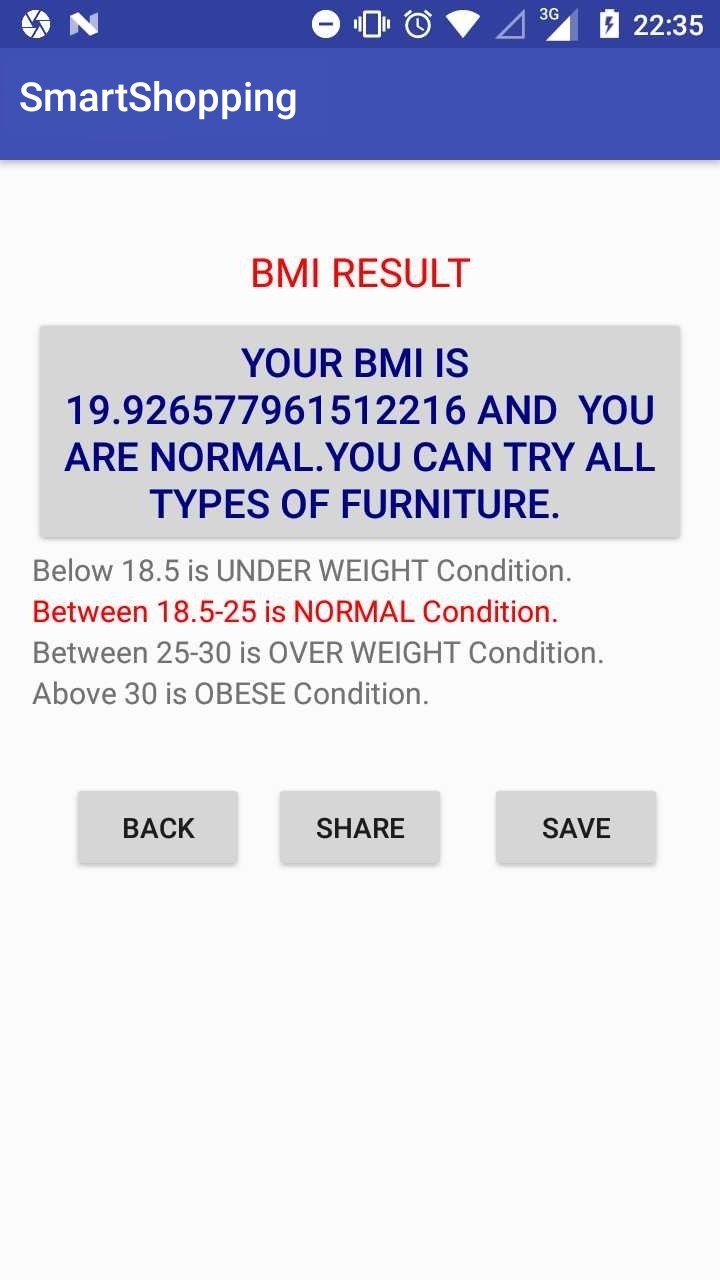 3G 22:35
SmartShopping
BMI RESULT
YOUR BMI IS
19.926577961512216 AND  YOU
ARE NORMAL.YOU CAN TRY ALL
TYPES OF FURNITURE.
Below 18.5 is UNDER WEIGHT Condition.
Between 18.5-25 is NORMAL Condition.
Between 25-30 is OVER WEIGHT Condition.
Above 30 is OBESE Condition.
BACK SHARE SAVE